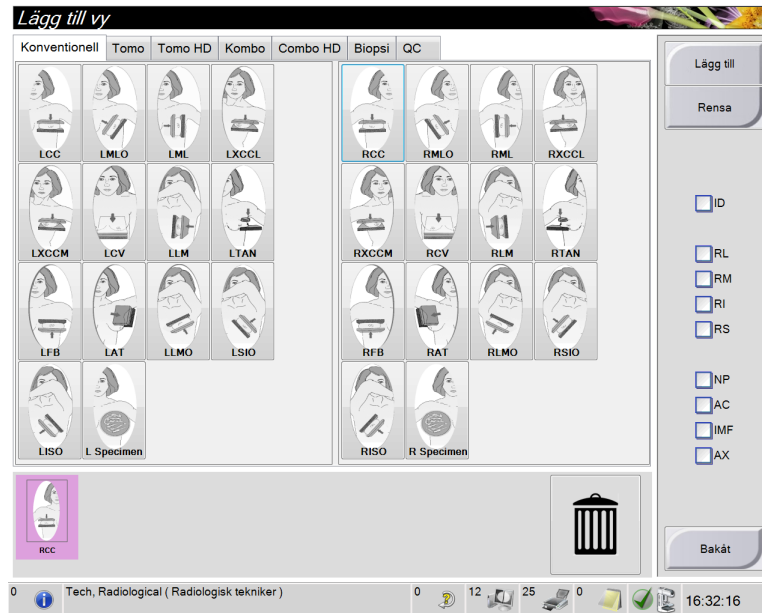 Lägg till vy
Konventionell Tomo Tomo HD Kombo Combo HD Biopsi QC
LCC LMLO LML LXCCL RCC RMLO RML RXCCL
LXCCM LCV LLM LTAN RXCCM RCV RLM RTAN
LFB LAT LLMO LSIO RFB RAT RLMO RSIO
LISO L Specimen RISO R Specimen
RCC
Lägg till
Rensa
ID
RL
RM
RI
RS
NP
AC
IMF
AX
Bakåt
0 Tech, Radiological ( Radiologisk tekniker ) 0 12 25 0 16:32:16